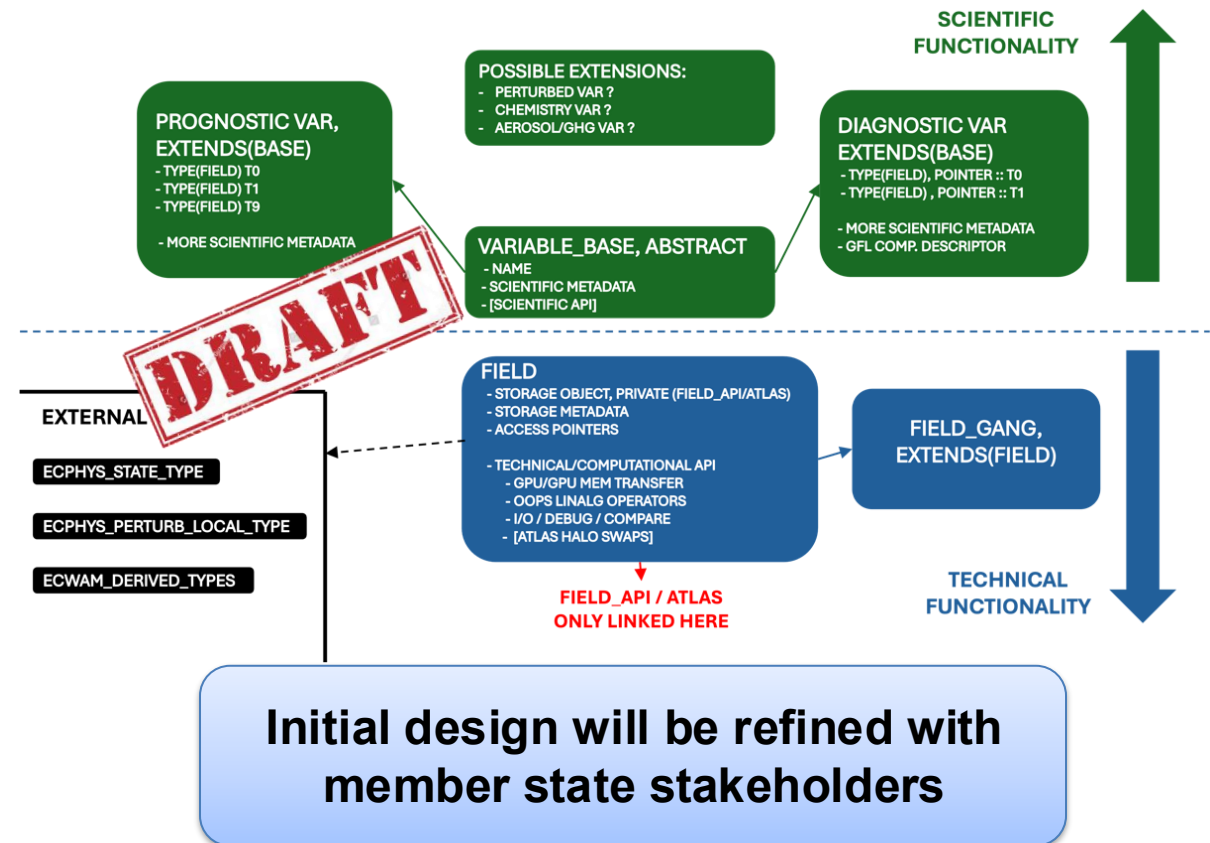 SCIENTIFIC
FUNCTIONALITY
POSSIBLE EXTENSIONS:
- PERTURBED VAR ?
- CHEMISTRY VAR ?
- AEROSOL/GHG VAR ?
PROGNOSTIC VAR,
EXTENDS(BASE)
- TYPE(FIELD) T0
- TYPE(FIELD) T1
- TYPE(FIELD) T9
- MORE SCIENTIFIC METADATA
DIAGNOSTIC VAR
EXTENDS(BASE)
- TYPE(FIELD), POINTER :: T0
- TYPE(FIELD) , POINTER :: T1
- MORE SCIENTIFIC METADATA
- GFL COMP. DESCRIPTOR
VARIABLE_BASE, ABSTRACT
- NAME
- SCIENTIFIC METADATA
- [SCIENTIFIC API]
DRAFT
FIELD
- STORAGE OBJECT, PRIVATE (FIELD_API/ATLAS)
- STORAGE METADATA
- ACCESS POINTERS
- TECHNICAL/COMPUTATIONAL API
- GPU/GPU MEM TRANSFER
- OOPS LINALG OPERATORS
- I/O / DEBUG / COMPARE
- [ATLAS HALO SWAPS]
FIELD_GANG,
EXTENDS(FIELD)
EXTERNAL
ECPHYS_STATE_TYPE
ECPHYS_PERTURB_LOCAL_TYPE
ECWAM_DERIVED_TYPES
FIELD_API / ATLAS
ONLY LINKED HERE
TECHNICAL
FUNCTIONALITY
Initial design will be refined with
member state stakeholders